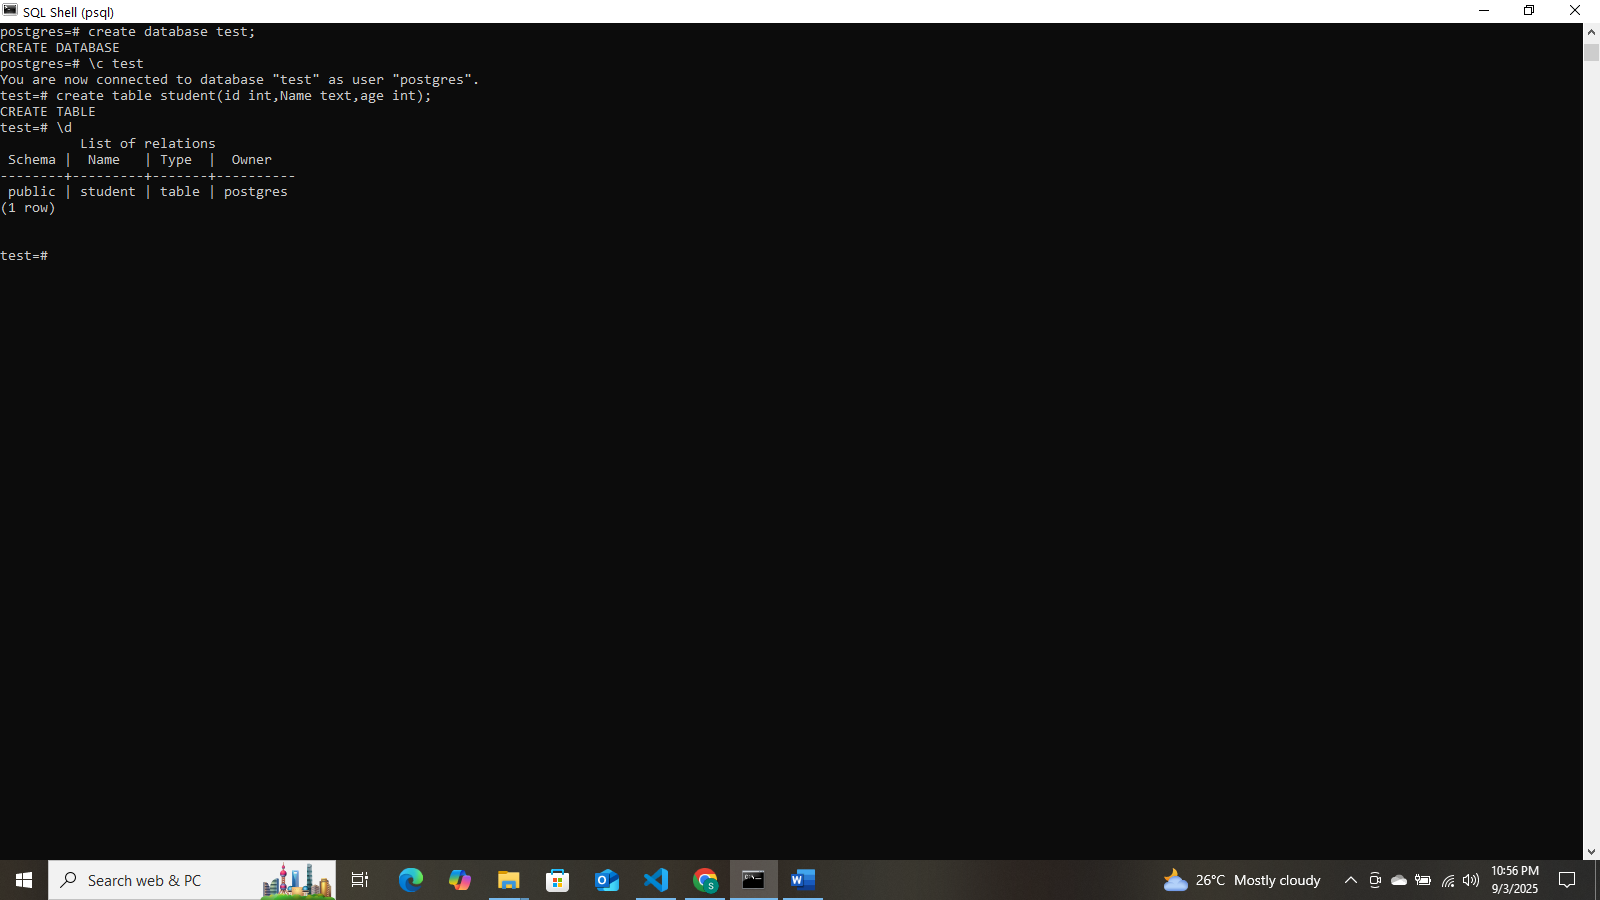 SQL Shell (psql)
postgres=# create database test;
CREATE DATABASE
postgres=# \c test
You are now connected to database "test" as user "postgres".
test=# create table student(id int,Name text,age int);
CREATE TABLE
test=# \d
          List of relations
 Schema |  Name   | Type  |  Owner
--------+---------+-------+----------
 public | student | table | postgres
(1 row)
test=#
Search web & PC
26°C Mostly cloudy
10:56 PM
9/3/2025